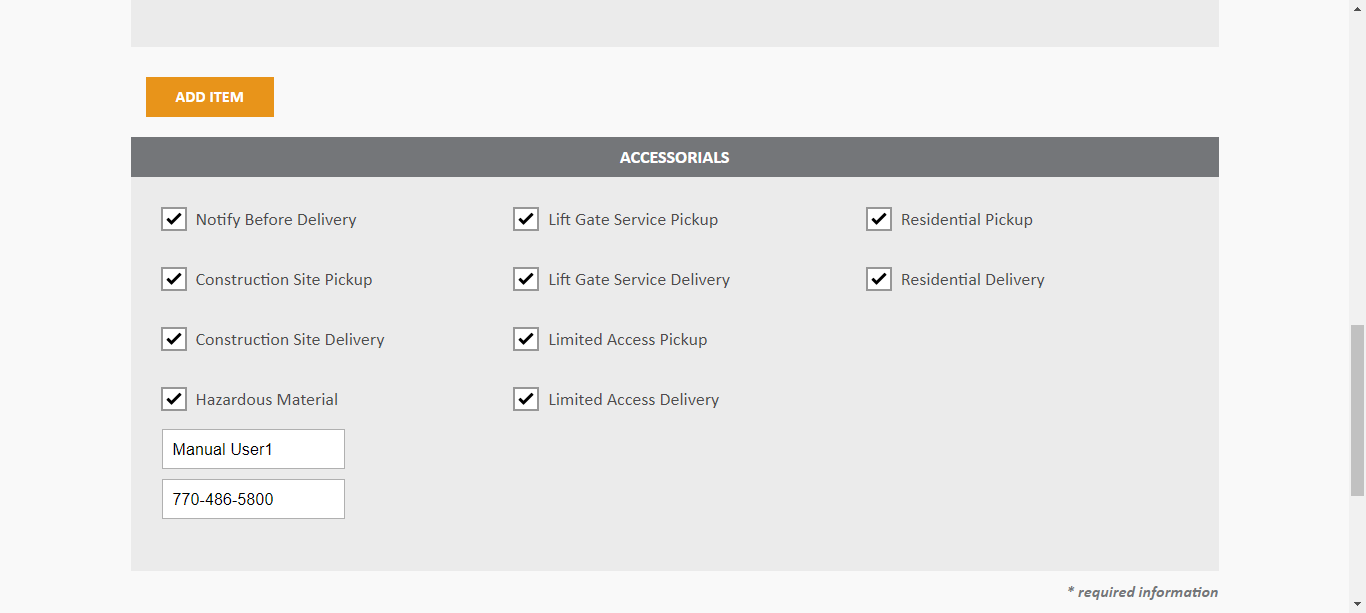 ADD ITEM
ACCESSORIALS
Notify Before Delivery
Lift Gate Service Pickup
Residential Pickup
Construction Site Pickup
Lift Gate Service Delivery
Residential Delivery
Construction Site Delivery
Limited Access Pickup
Hazardous Material
Limited Access Delivery
Manual User1
770-486-5800
* required information